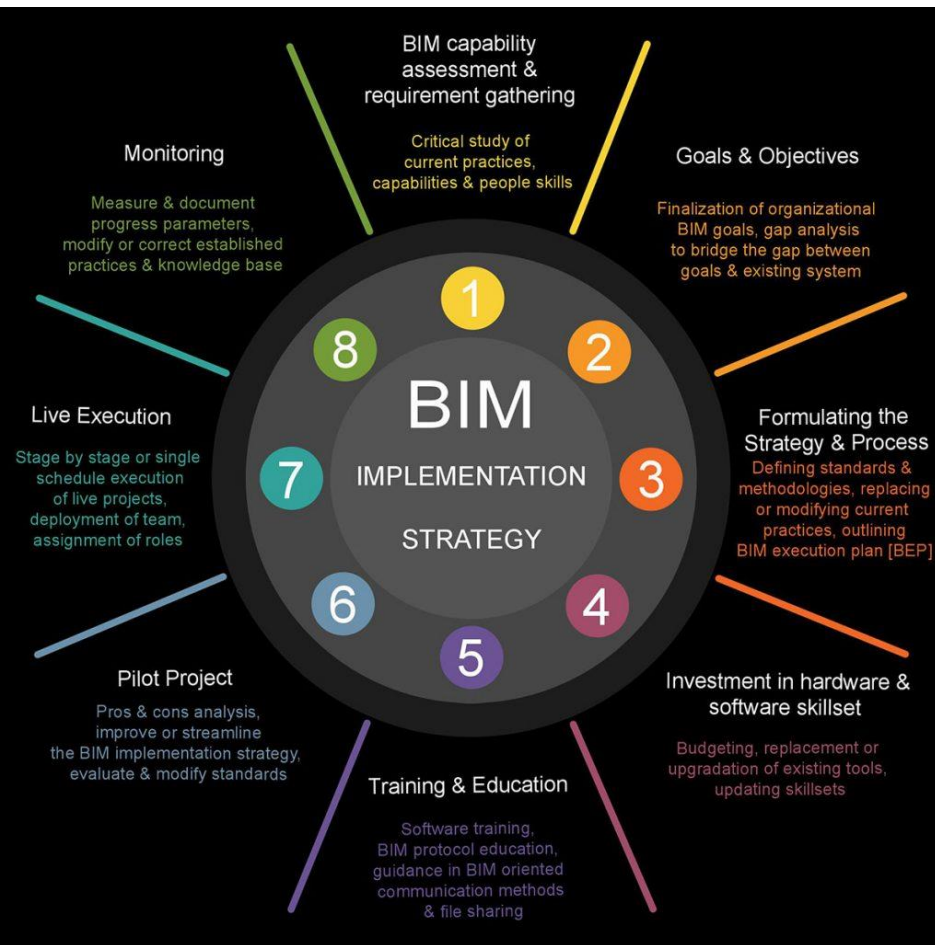 BIM capability
assessment &
requirement gathering
Critical study of
current practices,
capabilities & people skills
Goals & Objectives
Finalization of organizational
BIM goals, gap analysis
to bridge the gap between
goals & existing system
Formulating the
Strategy & Process
Defining standards &
methodologies, replacing
or modifying current
practices, outlining
BIM execution plan [BEP]
Investment in hardware &
software skillset
Budgeting, replacement or
upgradation of existing tools,
updating skillsets
Training & Education
Software training,
BIM protocol education,
guidance in BIM oriented
communication methods
& file sharing
Pilot Project
Pros & cons analysis,
improve or streamline
the BIM implementation strategy,
evaluate & modify standards
Live Execution
Stage by stage or single
schedule execution
of live projects,
deployment of team,
assignment of roles
Monitoring
Measure & document
progress parameters,
modify or correct established
practices & knowledge base
1
2
3
4
5
6
7
8
BIM
IMPLEMENTATION
STRATEGY